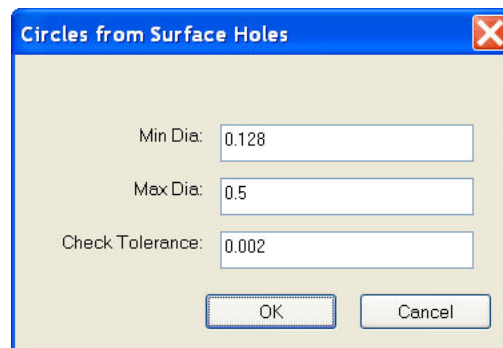 Circles from Surface Holes
Min Dia: 0.128
Max Dia: 0.5
Check Tolerance: 0.002
OK Cancel